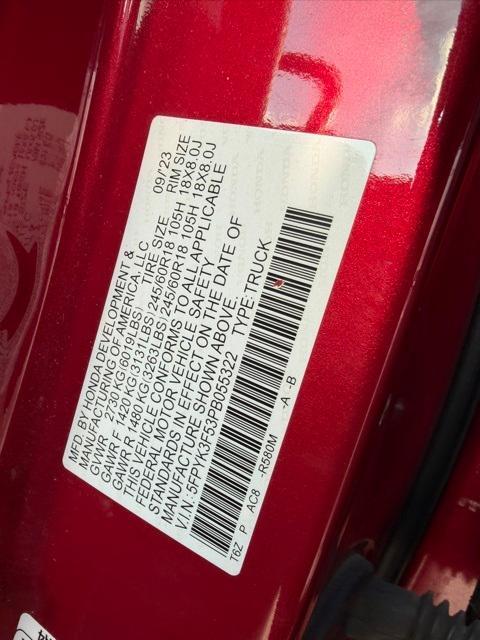 MFD. BY HONDA DEVELOPMENT &
MANUFACTURING OF AMERICA, LLC 09/'23
GVWR 2730 KG(6019LBS) TIRE SIZE RIM SIZE
GAWR F 1420 KG(3131LBS) 245/60R18 105H 18X8.0J
GAWR R 1480 KG(3263LBS) 245/60R18 105H 18X8.0J
THIS VEHICLE CONFORMS TO ALL APPLICABLE
FEDERAL MOTOR VEHICLE SAFETY
STANDARDS IN EFFECT ON THE DATE OF
MANUFACTURE SHOWN ABOVE.
V.I.N.: 5FPYK3F53PB055322 TYPE:TRUCK
T6Z P AC8 -R580M -A -B